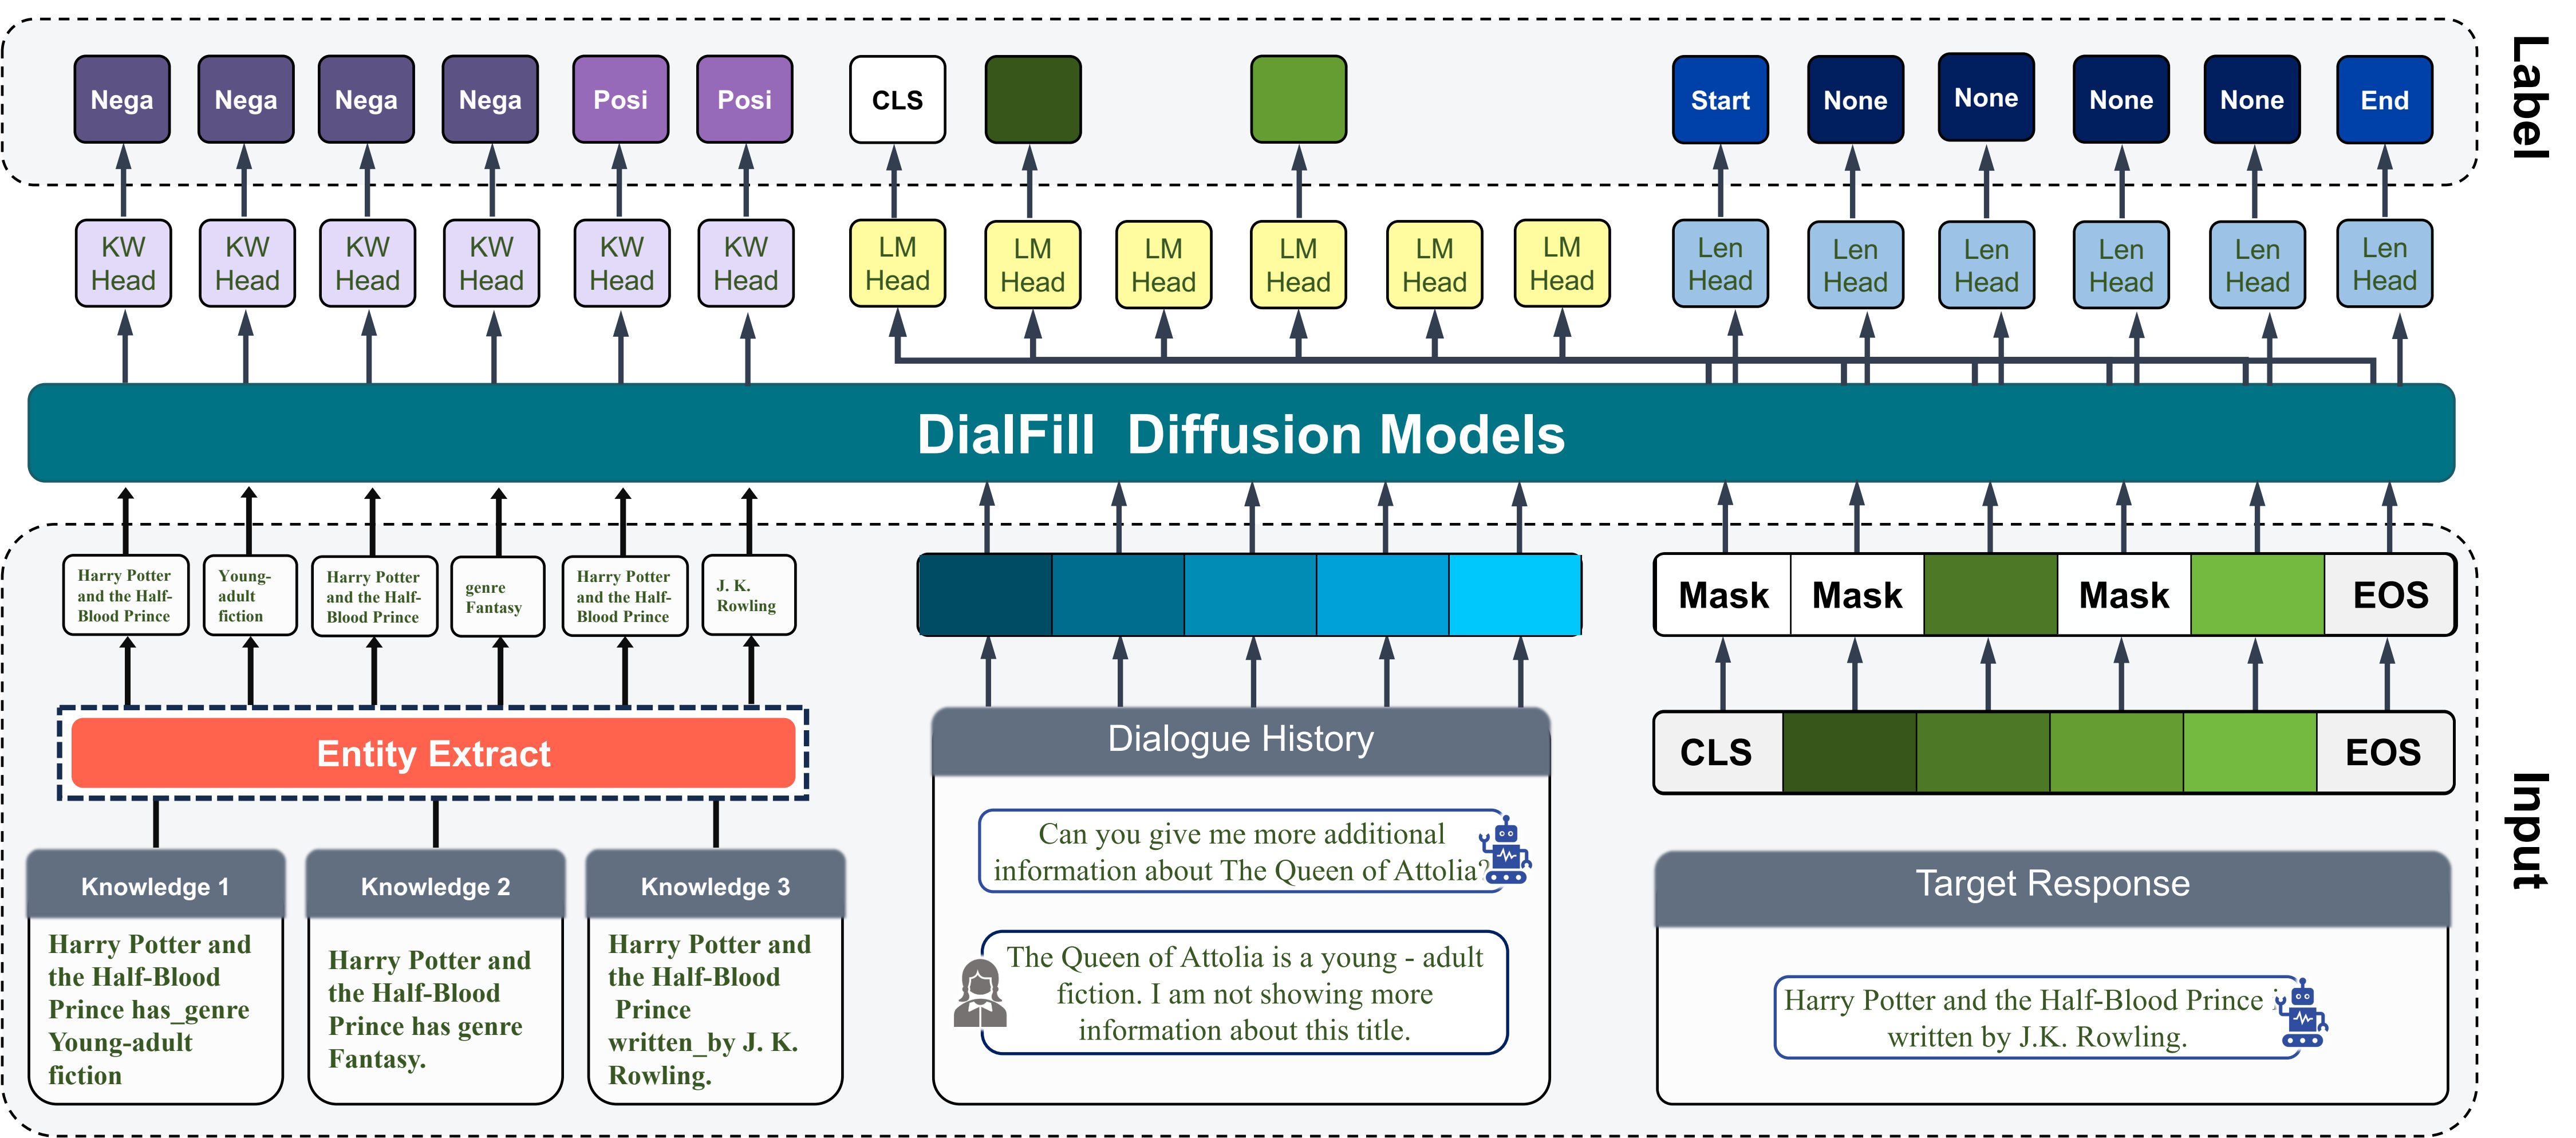 Label
Nega Nega Nega Nega Posi Posi CLS Start None None None None End
KW KW KW KW KW KW LM LM LM LM LM LM Len Len Len Len Len Len
Head Head Head Head Head Head Head Head Head Head Head Head Head Head Head Head Head Head
DialFill Diffusion Models
Input
Harry Potter
and the Half-
Blood Prince
Young-
adult
fiction
Harry Potter
and the Half-
Blood Prince
genre
Fantasy
Harry Potter
and the Half-
Blood Prince
J. K.
Rowling
Mask Mask Mask EOS
Entity Extract
CLS EOS
Knowledge 1
Harry Potter and
the Half-Blood
Prince has_genre
Young-adult
fiction
Knowledge 2
Harry Potter and
the Half-Blood
Prince has genre
Fantasy.
Knowledge 3
Harry Potter and
the Half-Blood
Prince
written_by J. K.
Rowling.
Dialogue History
Can you give me more additional
information about The Queen of Attolia?
The Queen of Attolia is a young - adult
fiction. I am not showing more
information about this title.
Target Response
Harry Potter and the Half-Blood Prince
written by J.K. Rowling.